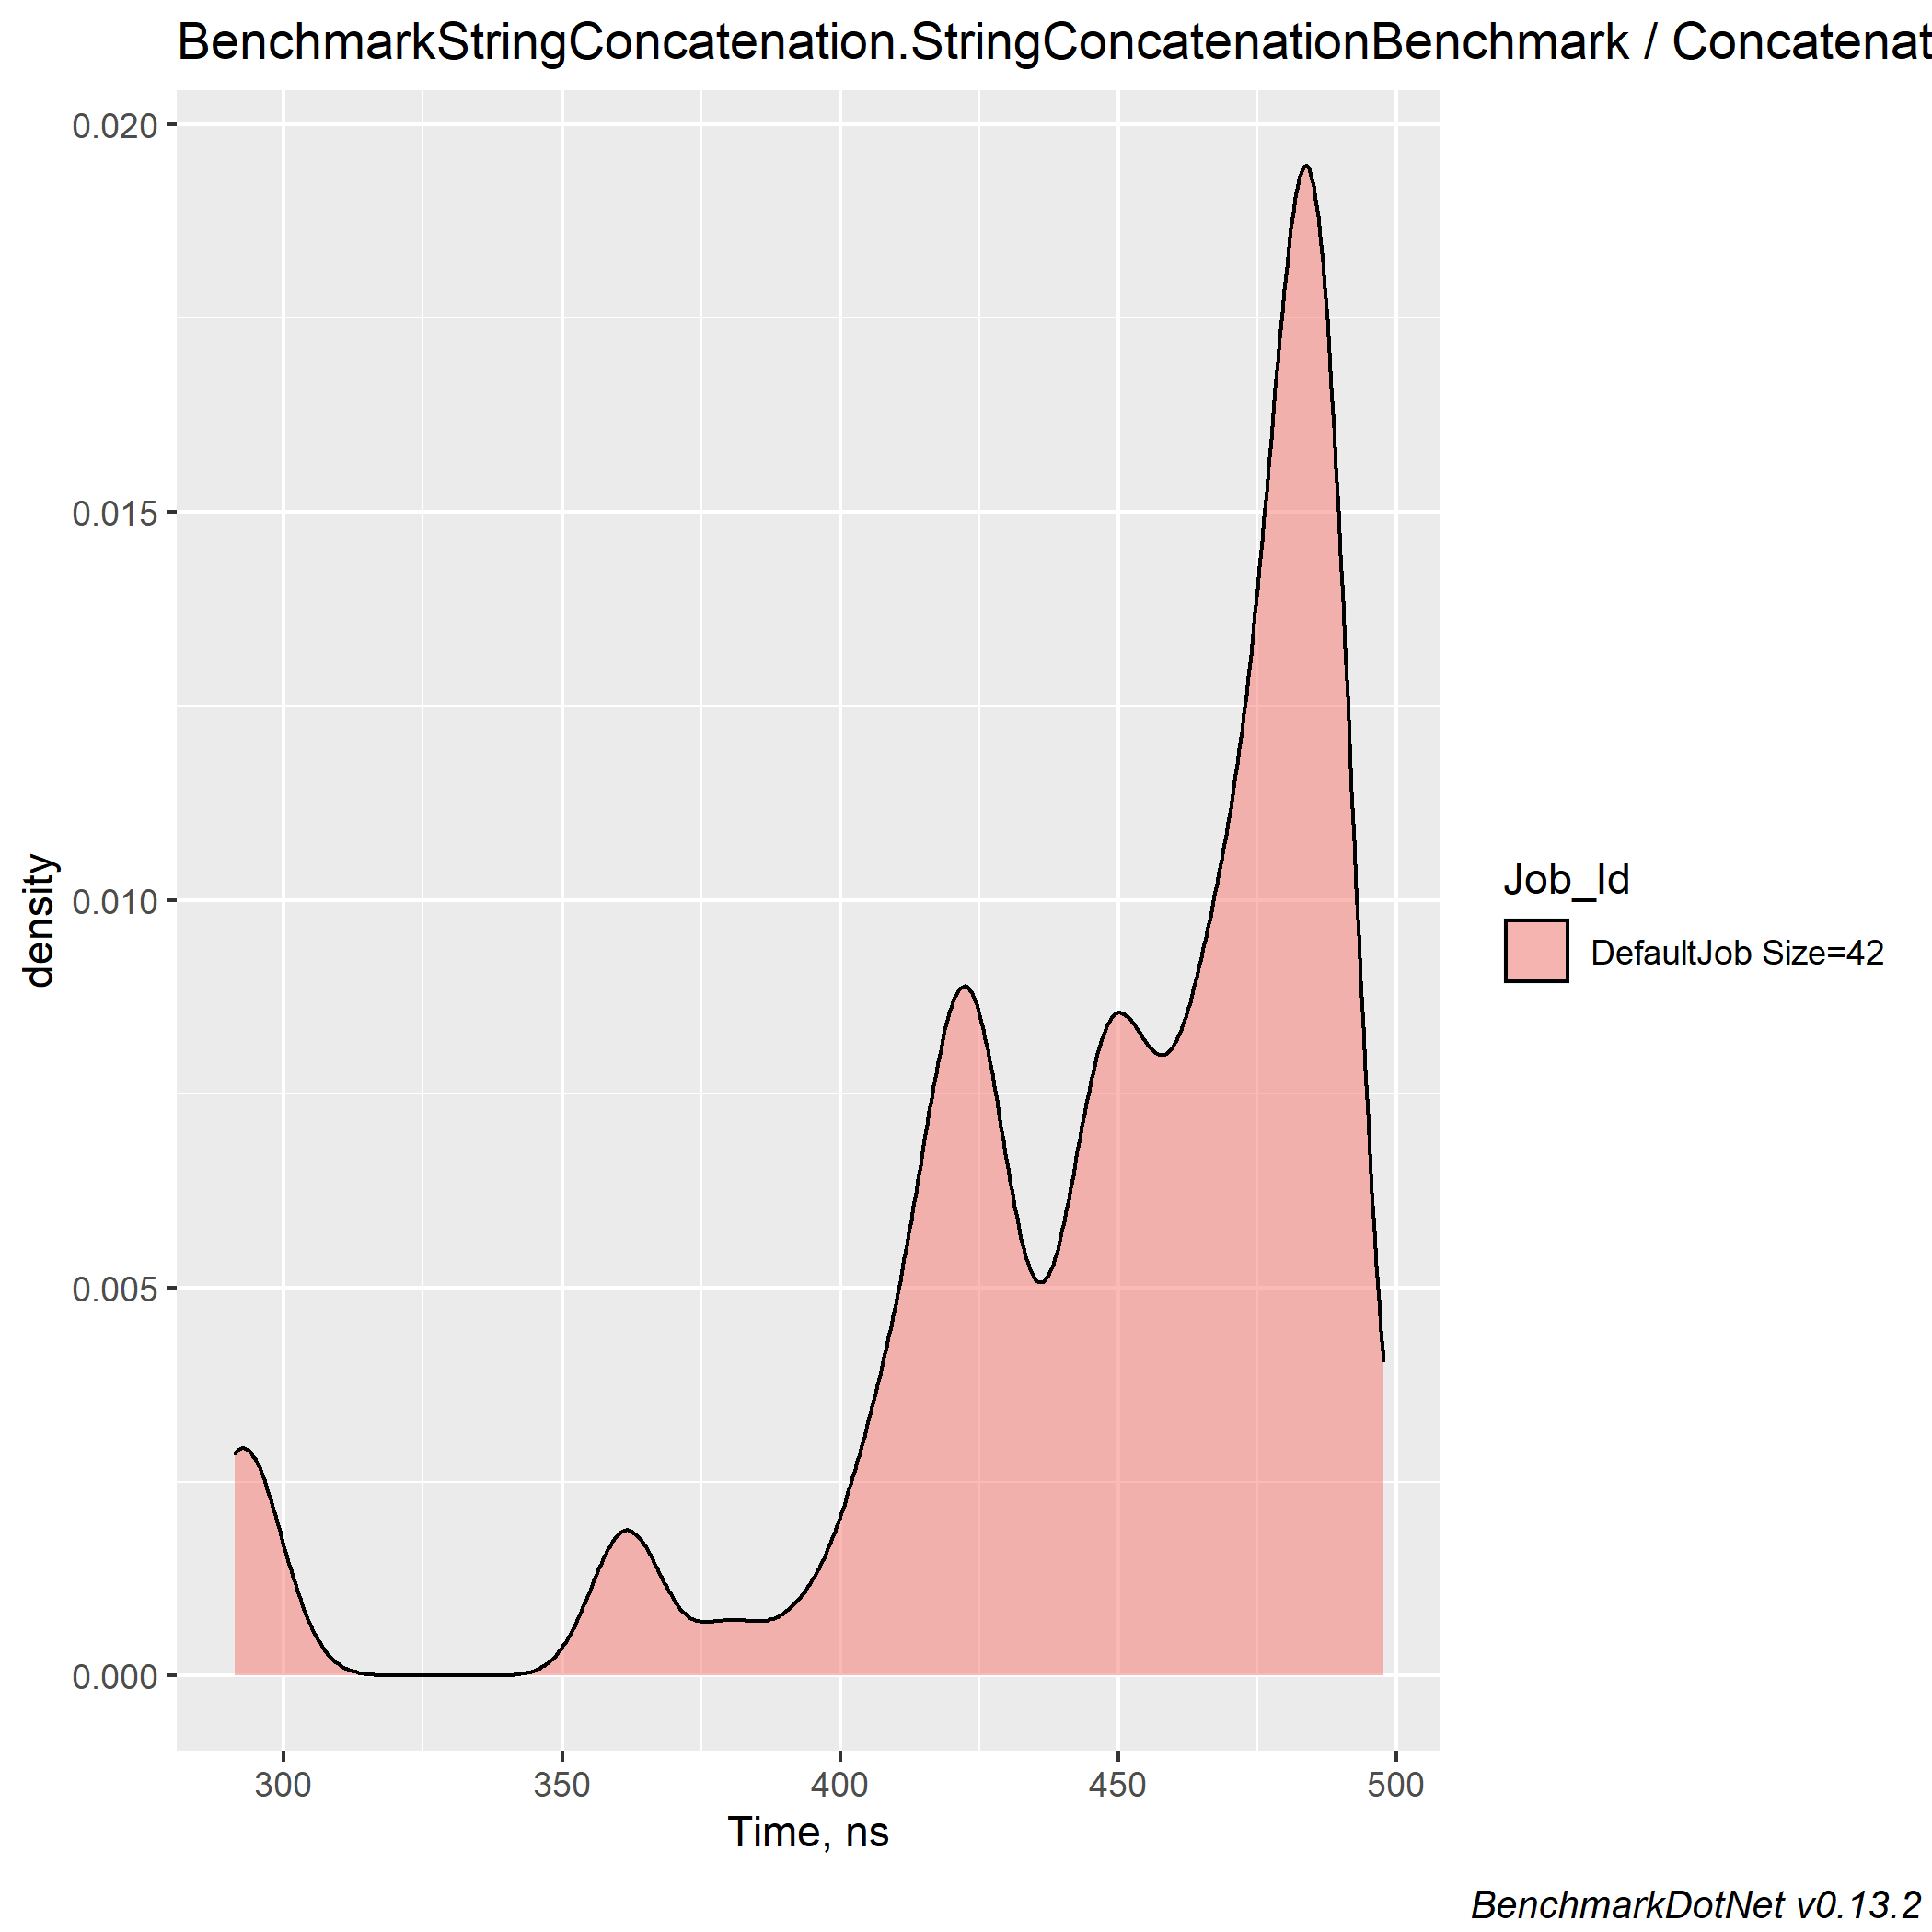 BenchmarkStringConcatenation.StringConcatenationBenchmark / Concatenat
0.020
0.015
0.010
0.005
0.000
density
300 350 400 450 500
Time, ns
Job_Id
DefaultJob Size=42
BenchmarkDotNet v0.13.2